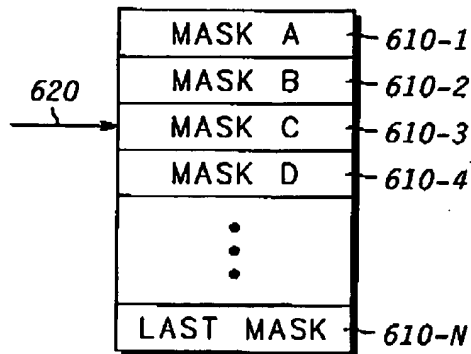 MASK A 610-1
MASK B 610-2
620
MASK C 610-3
MASK D 610-4
LAST MASK 610-N